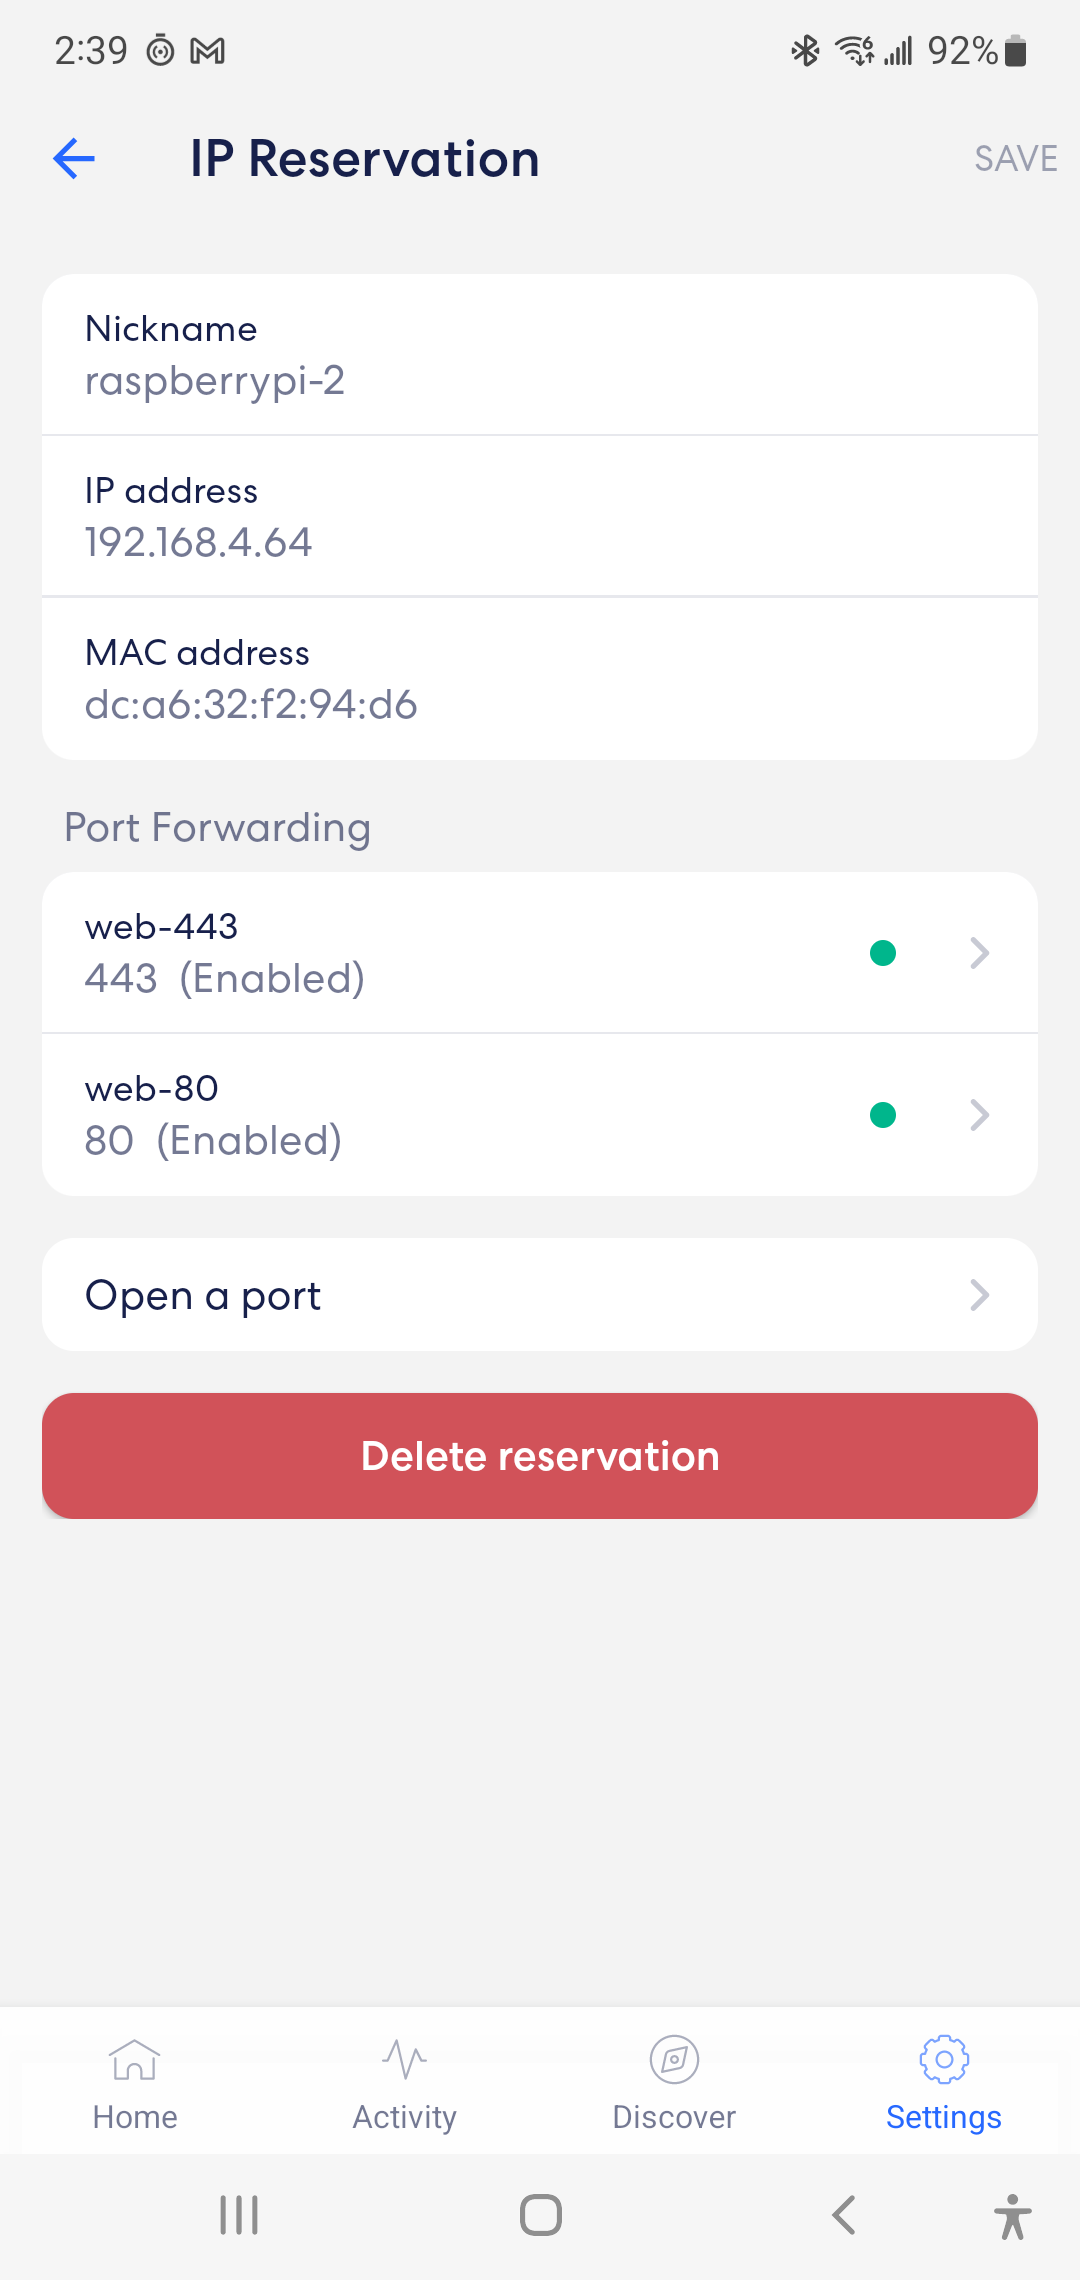 2:39 92%
IP Reservation SAVE
Nickname
raspberrypi-2
IP address
192.168.4.64
MAC address
dc:a6:32:f2:94:d6
Port Forwarding
web-443
443 (Enabled)
web-80
80 (Enabled)
Open a port
Delete reservation
Home Activity Discover Settings